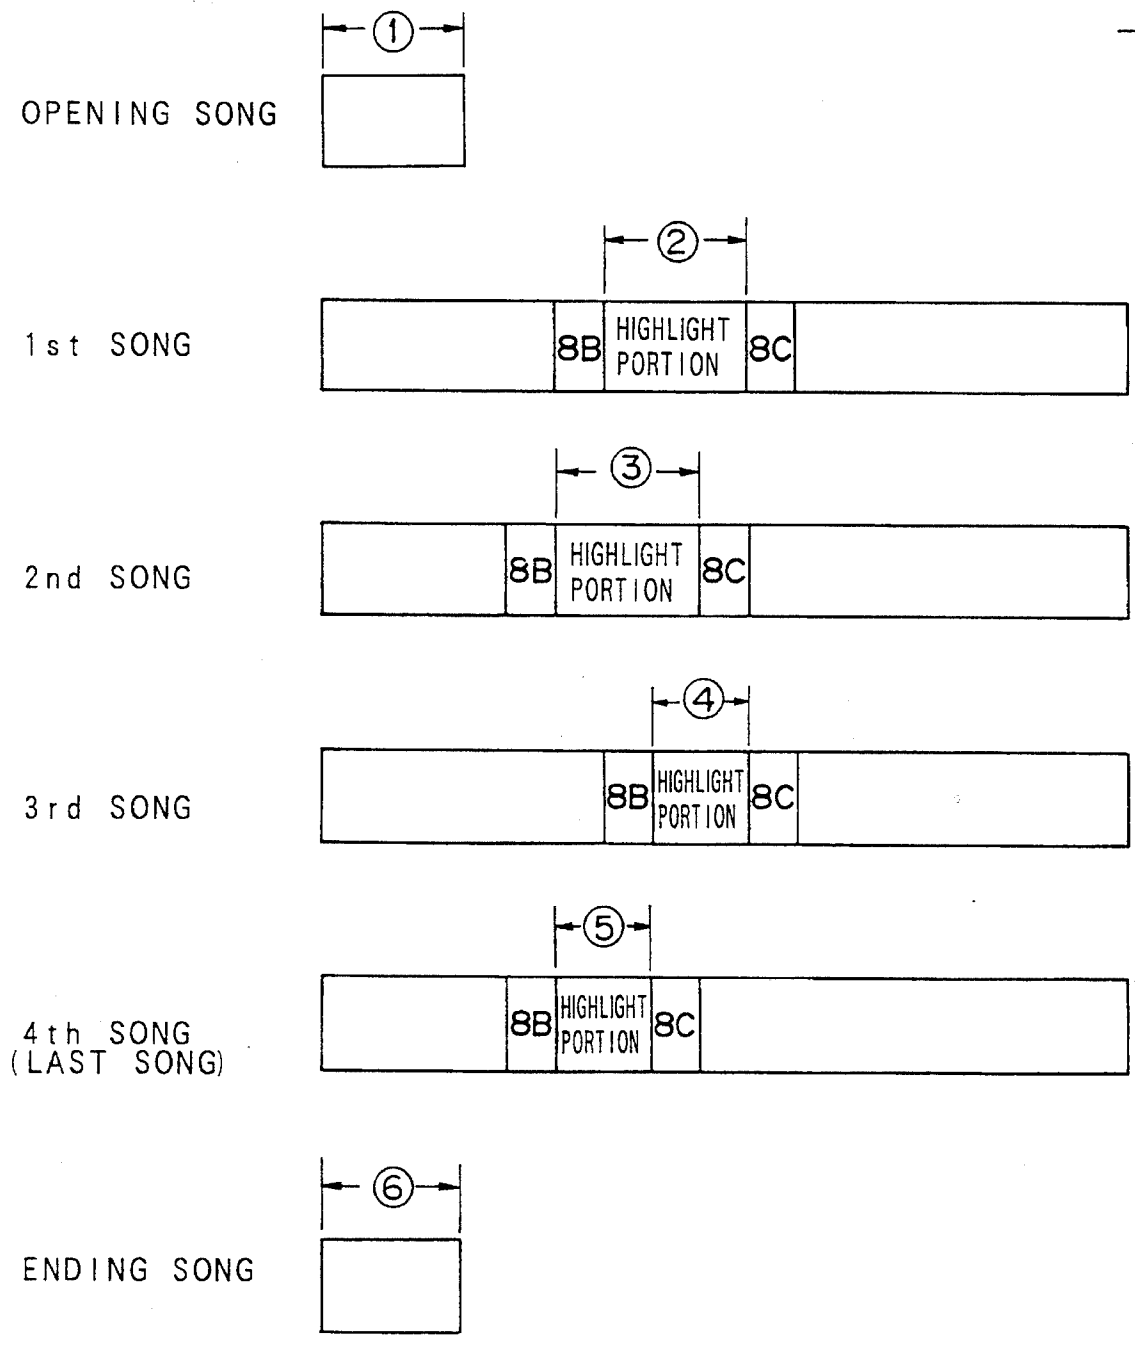 ①
OPENING SONG
②
1st SONG
8B
HIGHLIGHT
PORTION
8C
③
2nd SONG
8B
HIGHLIGHT
PORTION
8C
④
3rd SONG
8B
HIGHLIGHT
PORTION
8C
⑤
4th SONG
(LAST SONG)
8B
HIGHLIGHT
PORTION
8C
⑥
ENDING SONG